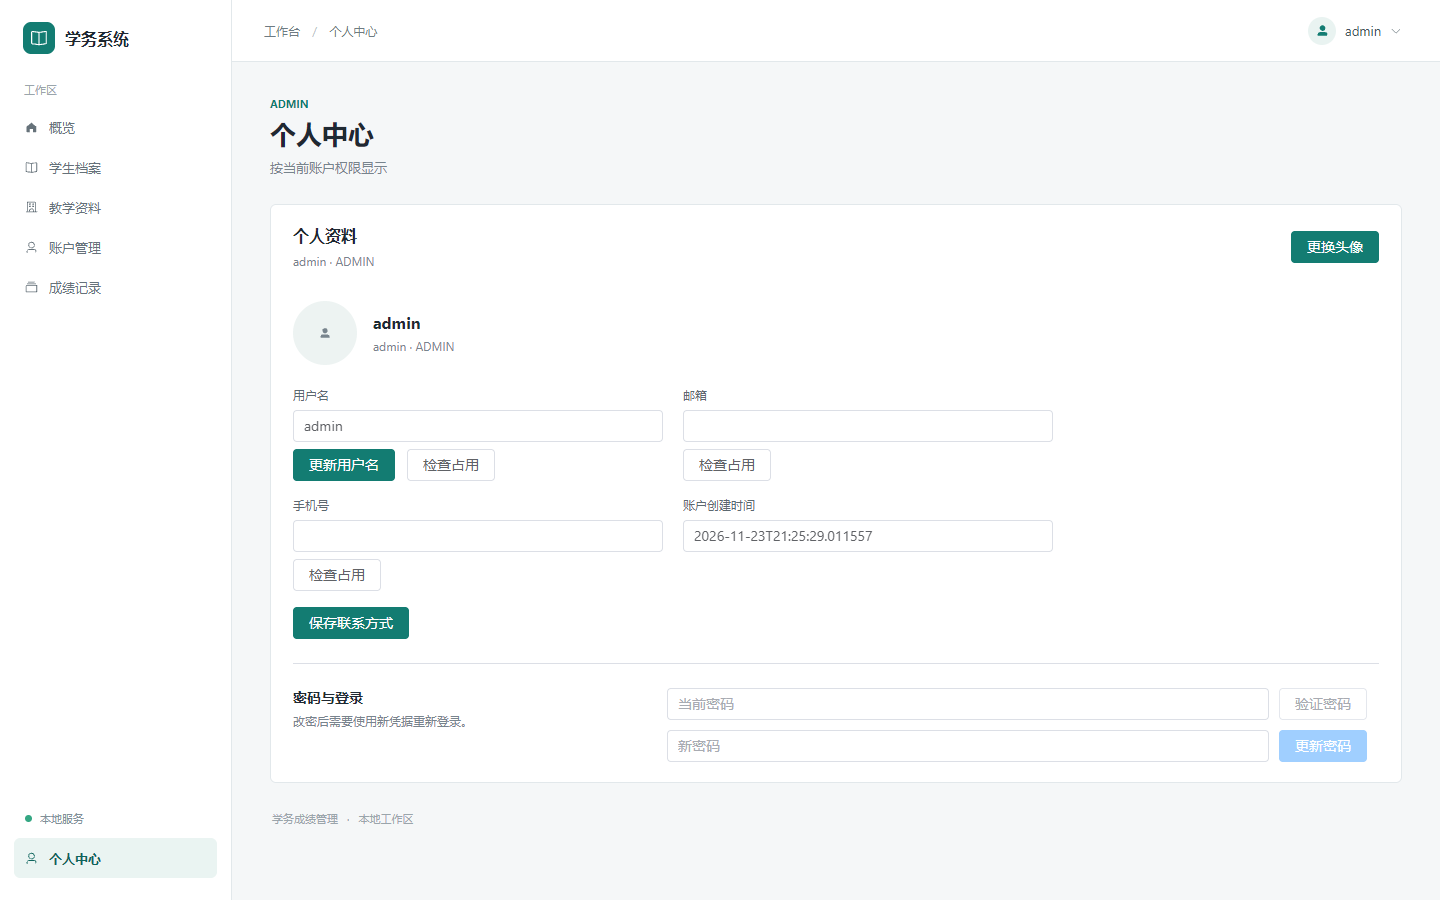 学务系统
工作区
概览
学生档案
教学资料
账户管理
成绩记录
本地服务
个人中心
工作台 / 个人中心
admin
ADMIN
个人中心
按当前账户权限显示
个人资料
admin · ADMIN
更换头像
admin
admin · ADMIN
用户名
邮箱
admin
更新用户名 检查占用
检查占用
手机号
账户创建时间
2026-11-23T21:25:29.011557
检查占用
保存联系方式
密码与登录
改密后需要使用新凭据重新登录。
当前密码
验证密码
新密码
更新密码
学务成绩管理 · 本地工作区